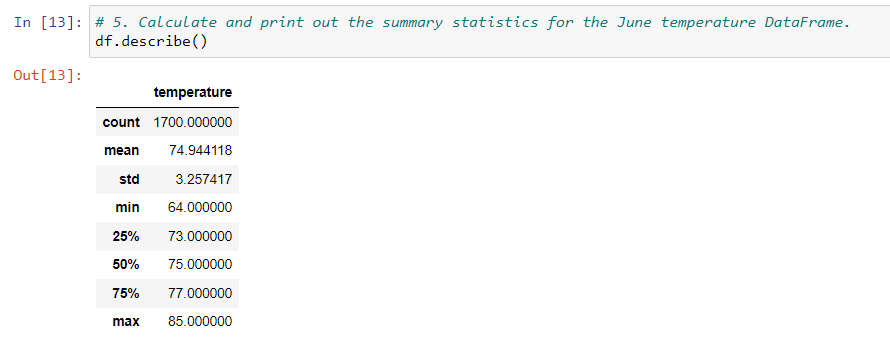 In [13]: # 5. Calculate and print out the summary statistics for the June temperature DataFrame.
df.describe()
Out[13]:
temperature
count 1700.000000
mean 74.944118
std 3.257417
min 64.000000
25% 73.000000
50% 75.000000
75% 77.000000
max 85.000000